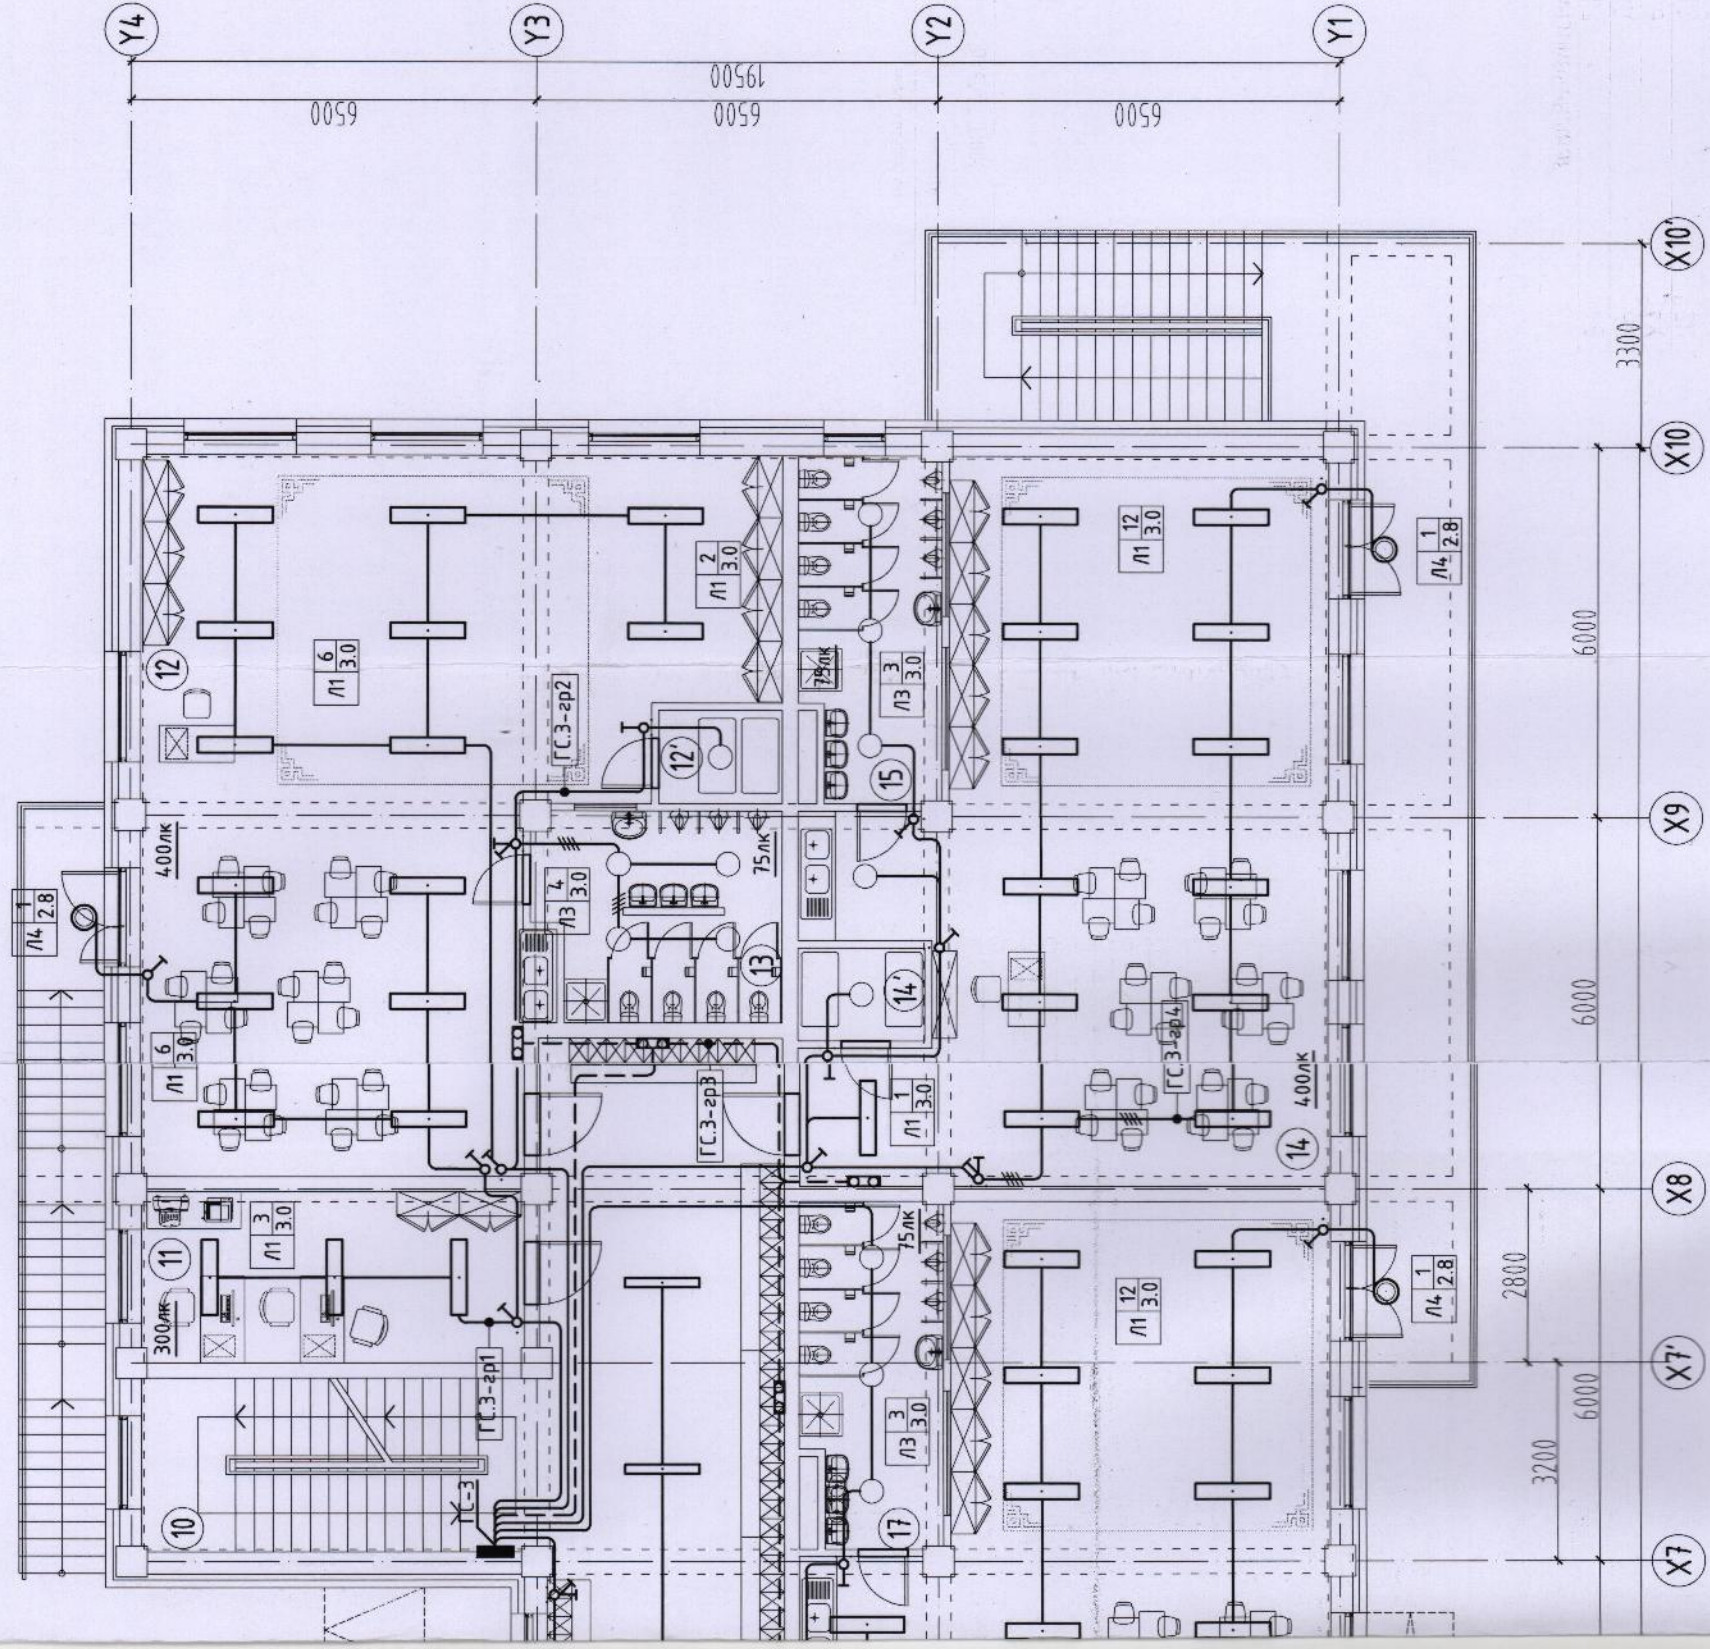 Y4
Y3
Y2
Y1
19500
6500
6500
6500
X10'
3300
X10
6000
X9
6000
X8
2800
X7'
6000
3200
X7
12
Л1 6 3.0
Л1 2 3.0
ГС.3-гр2
12'
75лк
Л3 3 3.0
15
Л1 12 3.0
Л4 1 2.8
400лк
Л4 1 2.8
Л3 4 3.0
75лк
13
14'
Л1 6 3.0
ГС.3-гр3
Л1 1 3.0
ГС.3-гр4
400лк
14
11
Л1 3 3.0
300лк
ГС.3-гр1
75лк
Л1 12 3.0
Л4 1 2.8
Л3 3 3.0
10
ГС-3
17